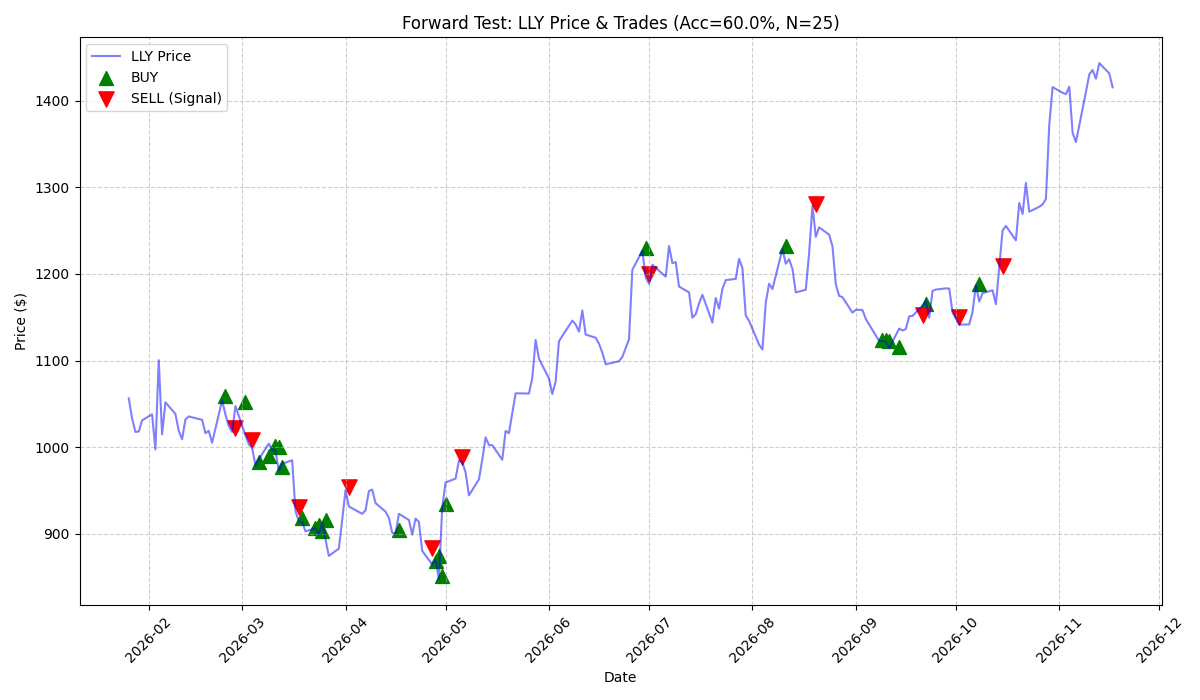 Forward Test: LLY Price & Trades (Acc=60.0%, N=25)
LLY Price
BUY
SELL (Signal)
Price ($)
1400
1300
1200
1100
1000
900
2026-02
2026-03
2026-04
2026-05
2026-06
2026-07
2026-08
2026-09
2026-10
2026-11
2026-12
Date